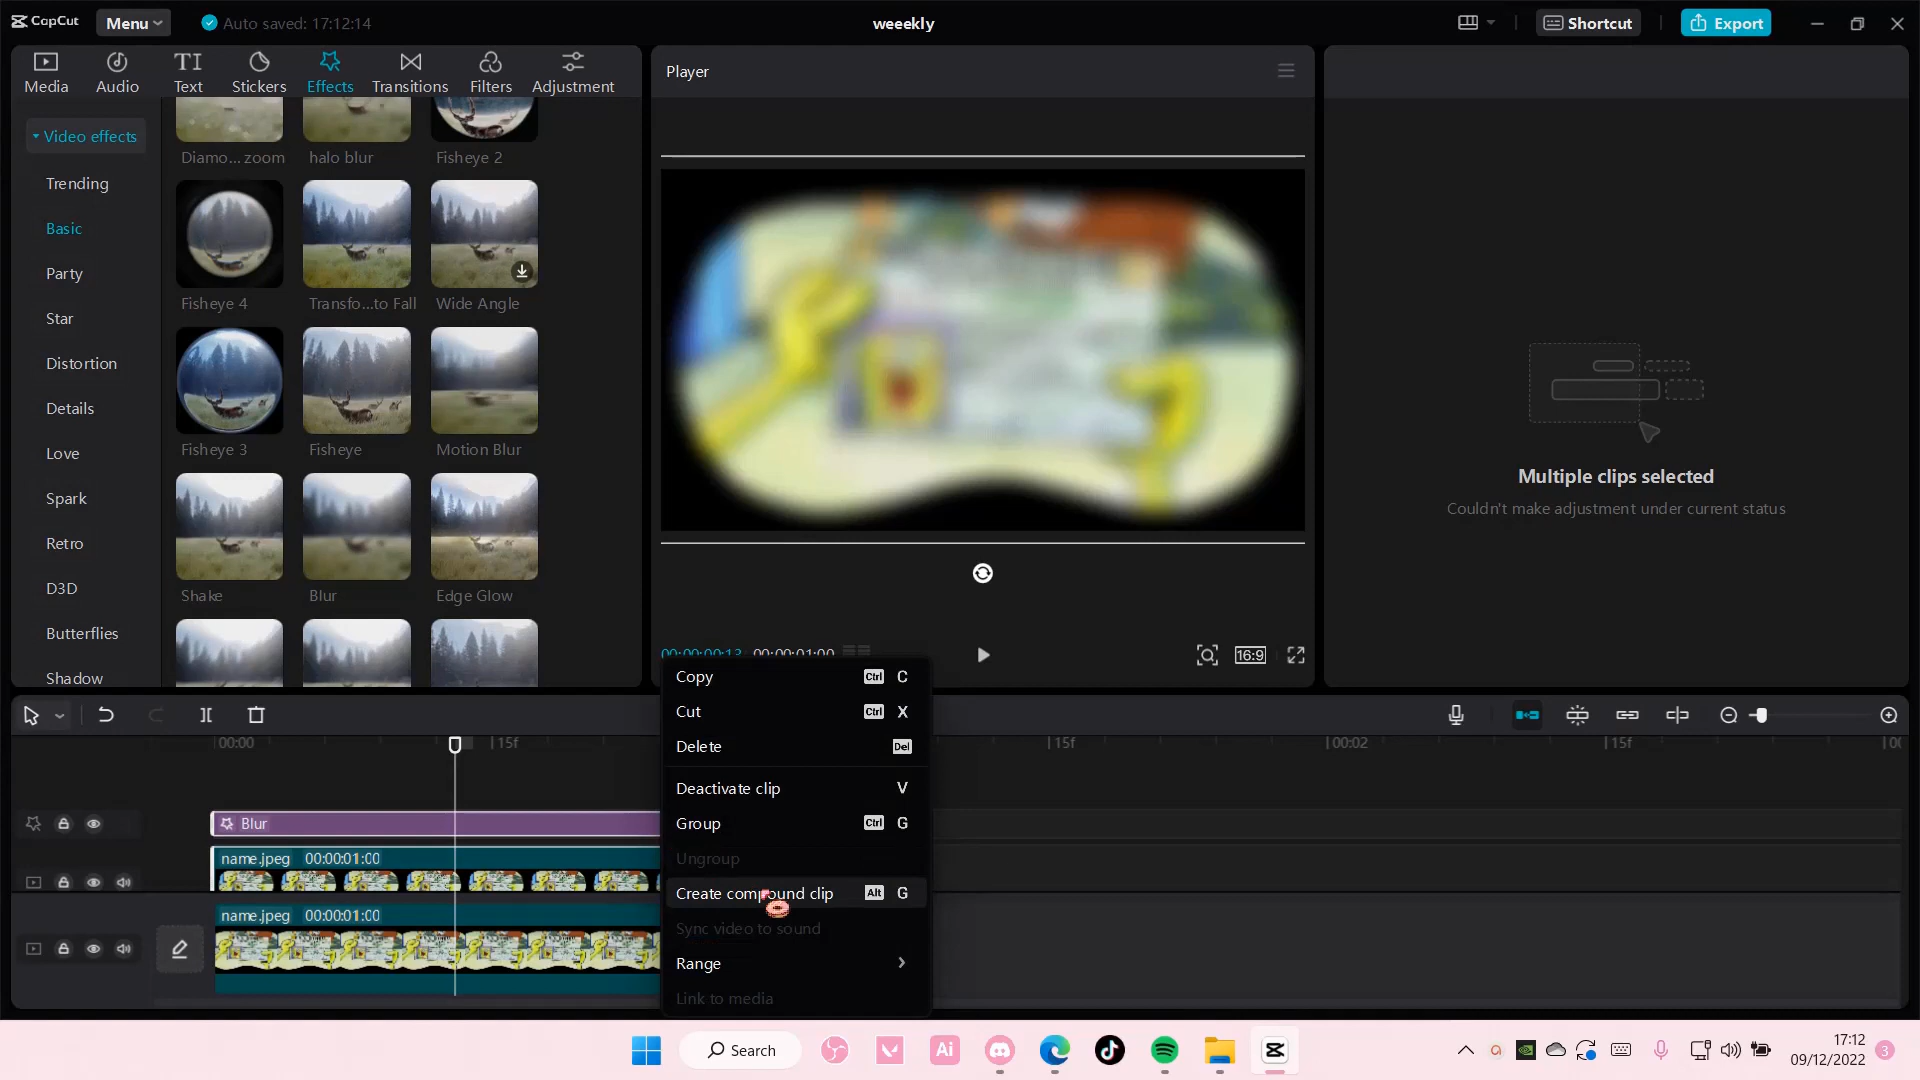 CapCut
Menu
Auto saved: 17:12:14
weeekly
Shortcut
Export
Media
Audio
Text
Stickers
Effects
Transitions
Filters
Adjustment
Player
Video effects
Trending
Basic
Party
Star
Distortion
Details
Love
Spark
Retro
D3D
Butterflies
Shadow
Diamo... zoom
halo blur
Fisheye 2
Fisheye 4
Transfo...to Fall
Wide Angle
Fisheye 3
Fisheye
Motion Blur
Shake
Blur
Edge Glow
Multiple clips selected
Couldn't make adjustment under current status
00:00:00:13 00:00:01:00
16:9
Copy Ctrl C
Cut Ctrl X
Delete Del
Deactivate clip V
Group Ctrl G
Ungroup
Create compound clip Alt G
Sync video to sound
Range
Link to media
00:00
15f
15f
00:02
15f
Blur
name.jpeg 00:00:01:00
name.jpeg 00:00:01:00
Search
Ai
17:12
09/12/2022
3